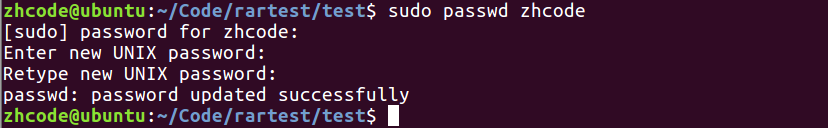 zhcode@ubuntu:~/Code/rartest/test$ sudo passwd zhcode
[sudo] password for zhcode:
Enter new UNIX password:
Retype new UNIX password:
passwd: password updated successfully
zhcode@ubuntu:~/Code/rartest/test$